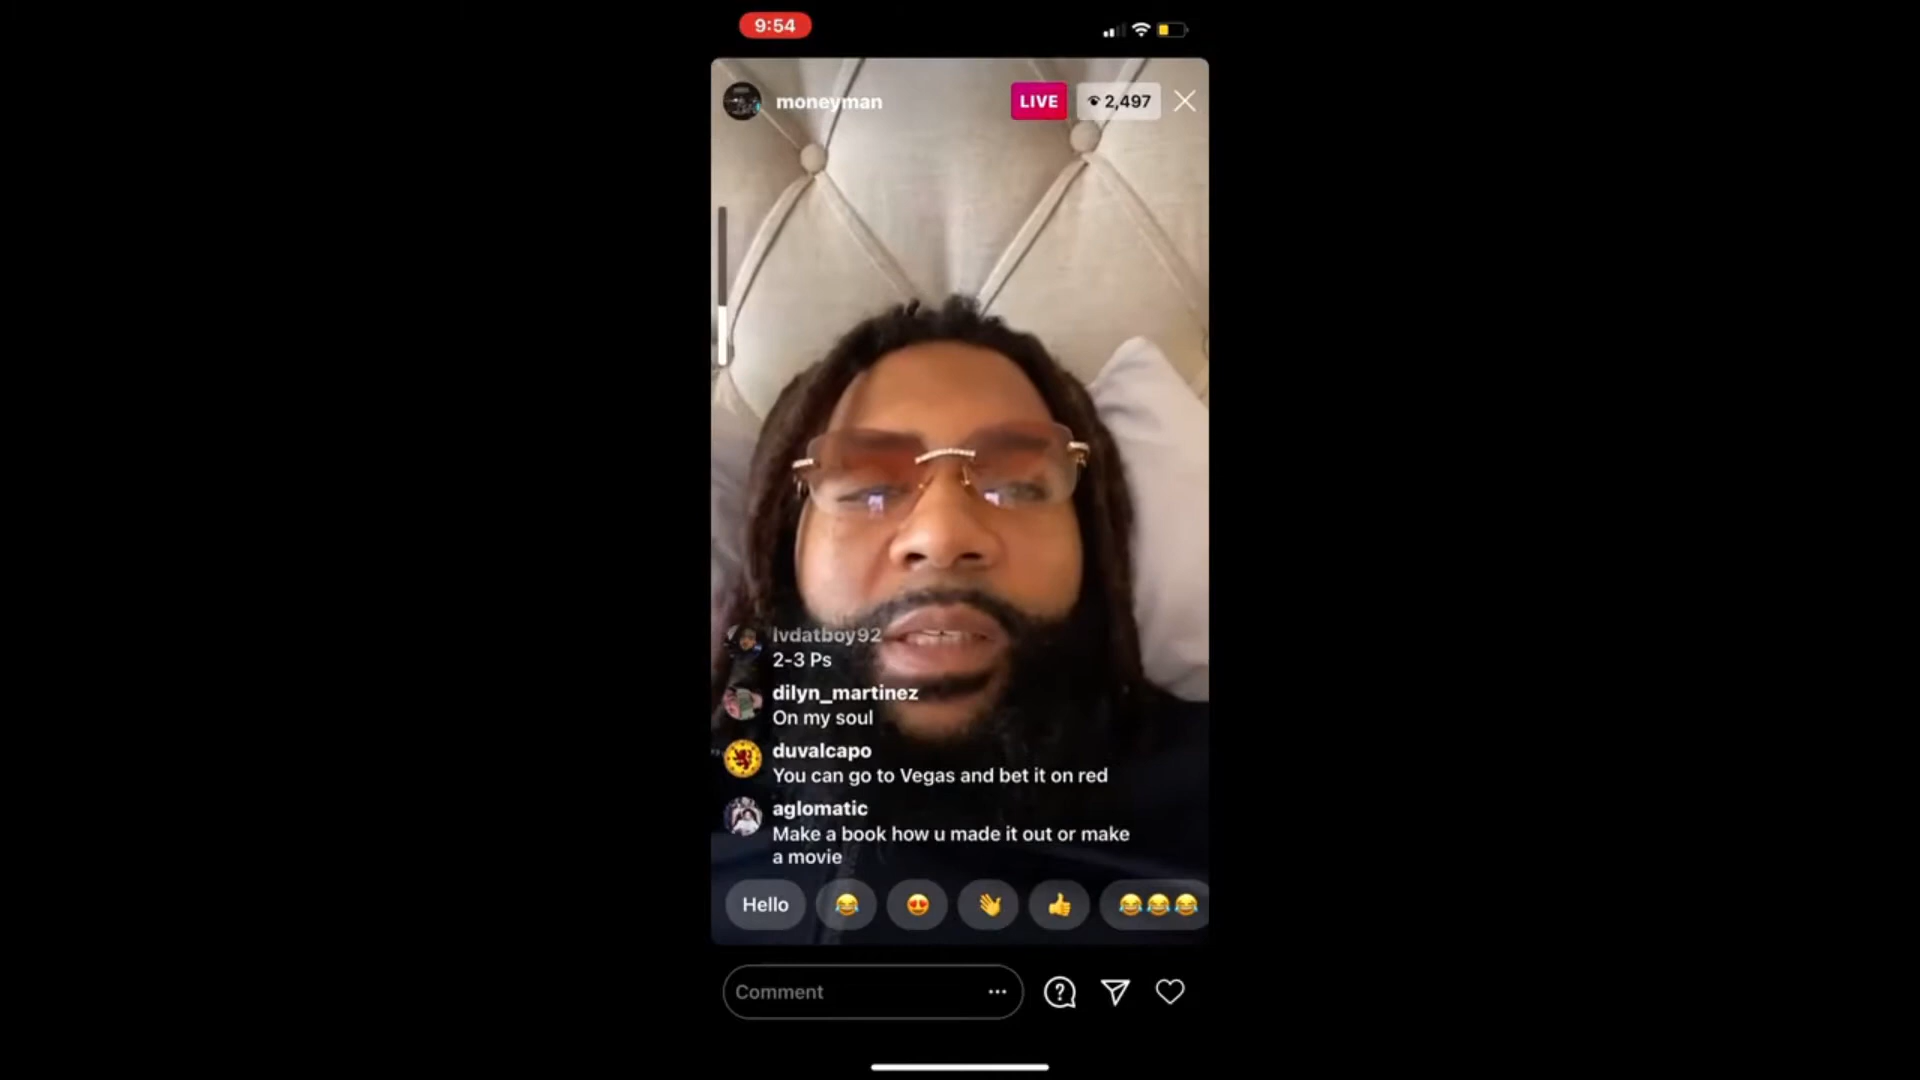 9:54
moneyman
LIVE
2,497
lvdatboy92
2-3 Ps
dilyn_martinez
On my soul
duvalcapo
You can go to Vegas and bet it on red
aglomatic
Make a book how u made it out or make
a movie
Hello
Comment